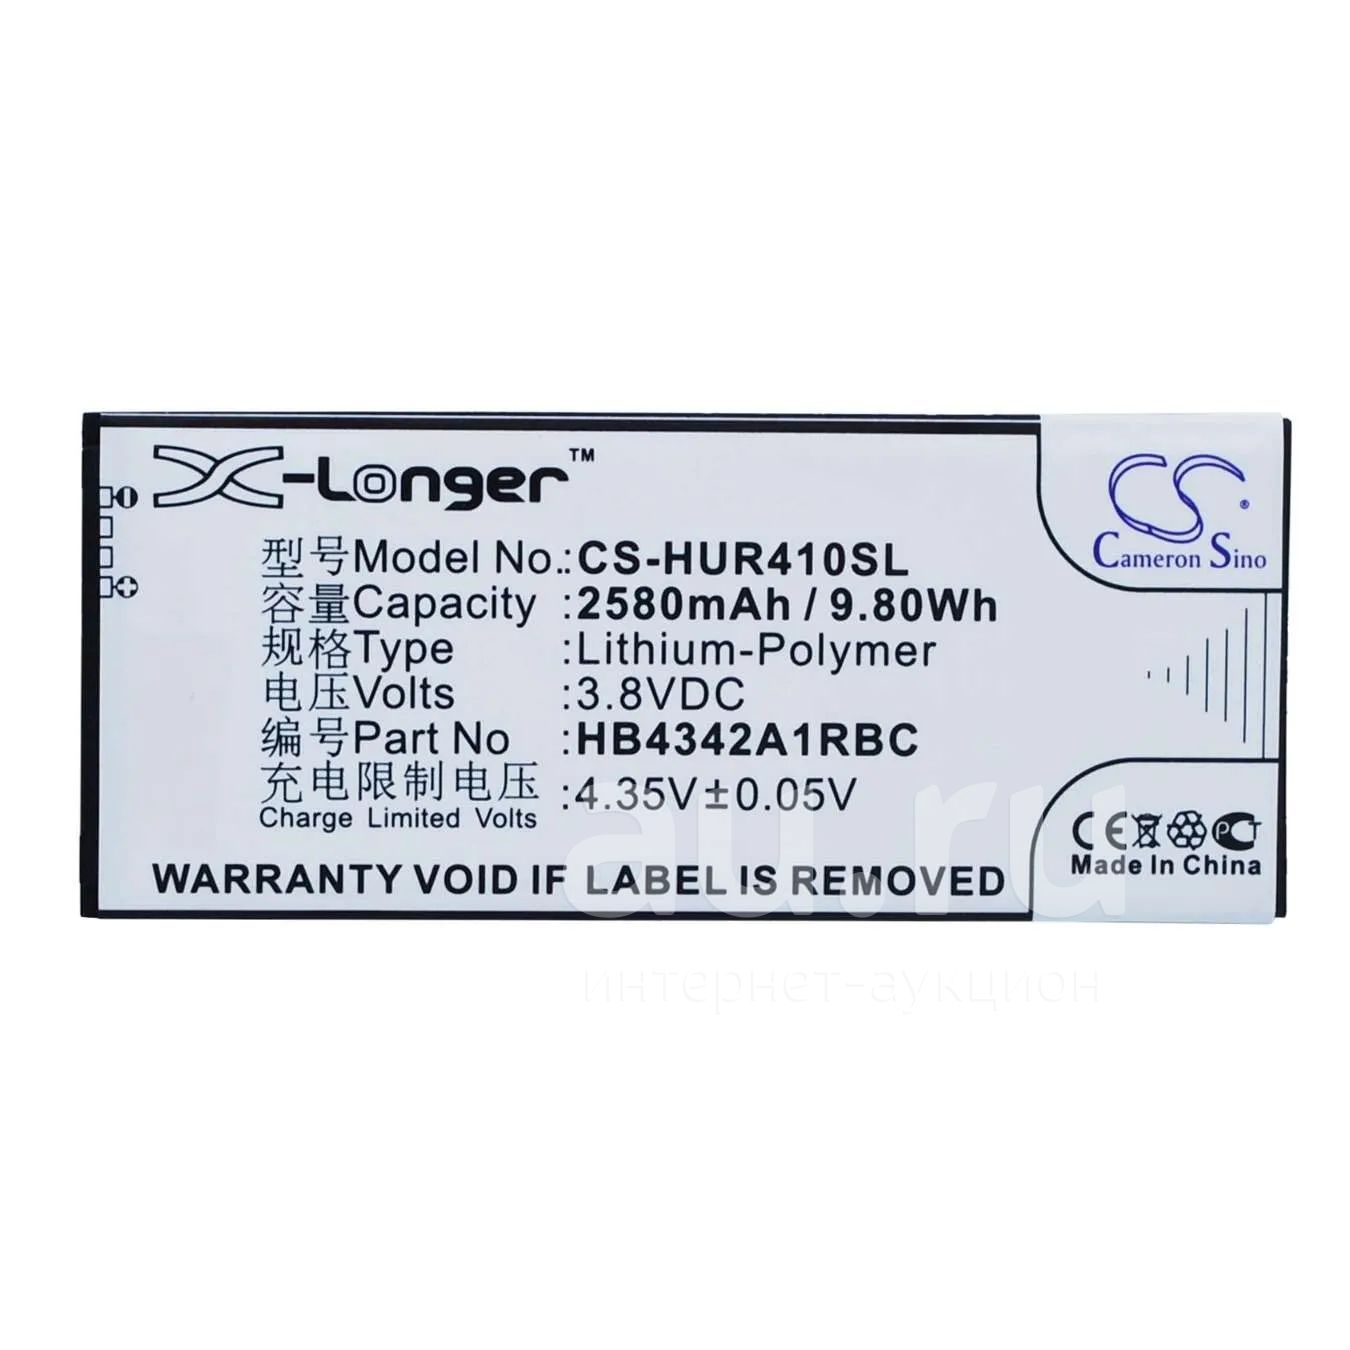 X-Longer™
CS®
Cameron Sino
型号Model No.:CS-HUR410SL
容量Capacity :2580mAh / 9.80Wh
规格Type :Lithium-Polymer
电压Volts :3.8VDC
编号Part No :HB4342A1RBC
充电限制电压 :4.35V±0.05V
Charge Limited Volts
WARRANTY VOID IF LABEL IS REMOVED
CE PCT
Made In China
au.ru
интернет-аукцион